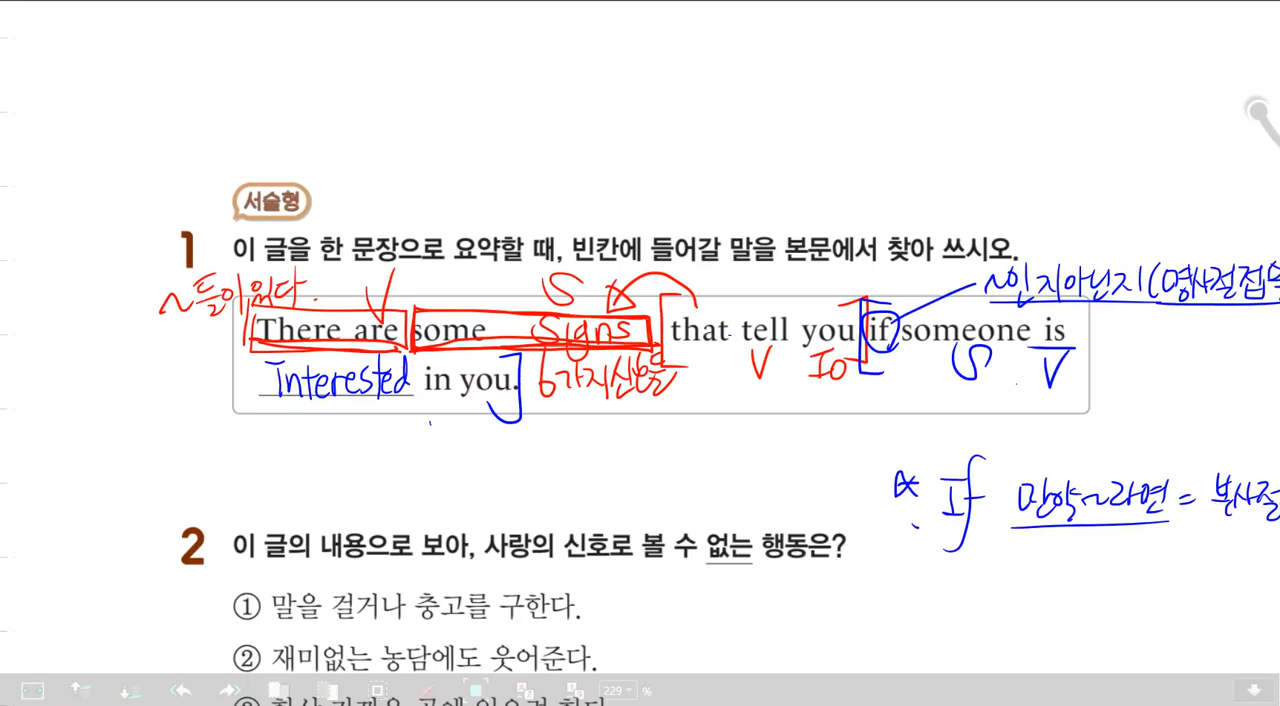 서술형
1 이 글을 한 문장으로 요약할 때, 빈칸에 들어갈 말을 본문에서 찾아 쓰시오.
~들이 있다. V S ~인지아닌지(명사절접속
There are some signs that tell you if someone is
interested in you. 6가지신호들 V IO S V
* If 만약~라면 = 부사절
2 이 글의 내용으로 보아, 사랑의 신호로 볼 수 없는 행동은?
① 말을 걸거나 충고를 구한다.
② 재미없는 농담에도 웃어준다.
229 %